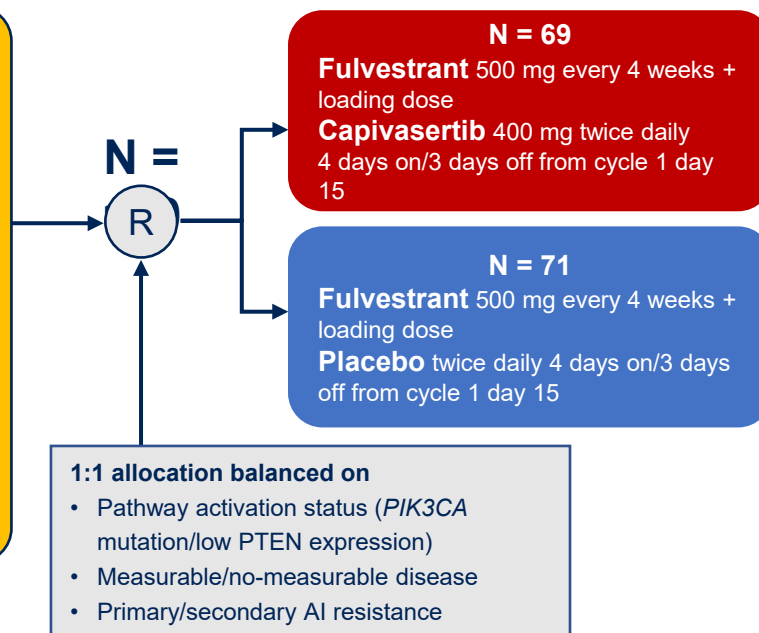 N = 69
Fulvestrant 500 mg every 4 weeks +
loading dose
Capivasertib 400 mg twice daily
4 days on/3 days off from cycle 1 day
15
N =
R
N = 71
Fulvestrant 500 mg every 4 weeks +
loading dose
Placebo twice daily 4 days on/3 days
off from cycle 1 day 15
1:1 allocation balanced on
• Pathway activation status (PIK3CA
mutation/low PTEN expression)
• Measurable/no-measurable disease
• Primary/secondary AI resistance